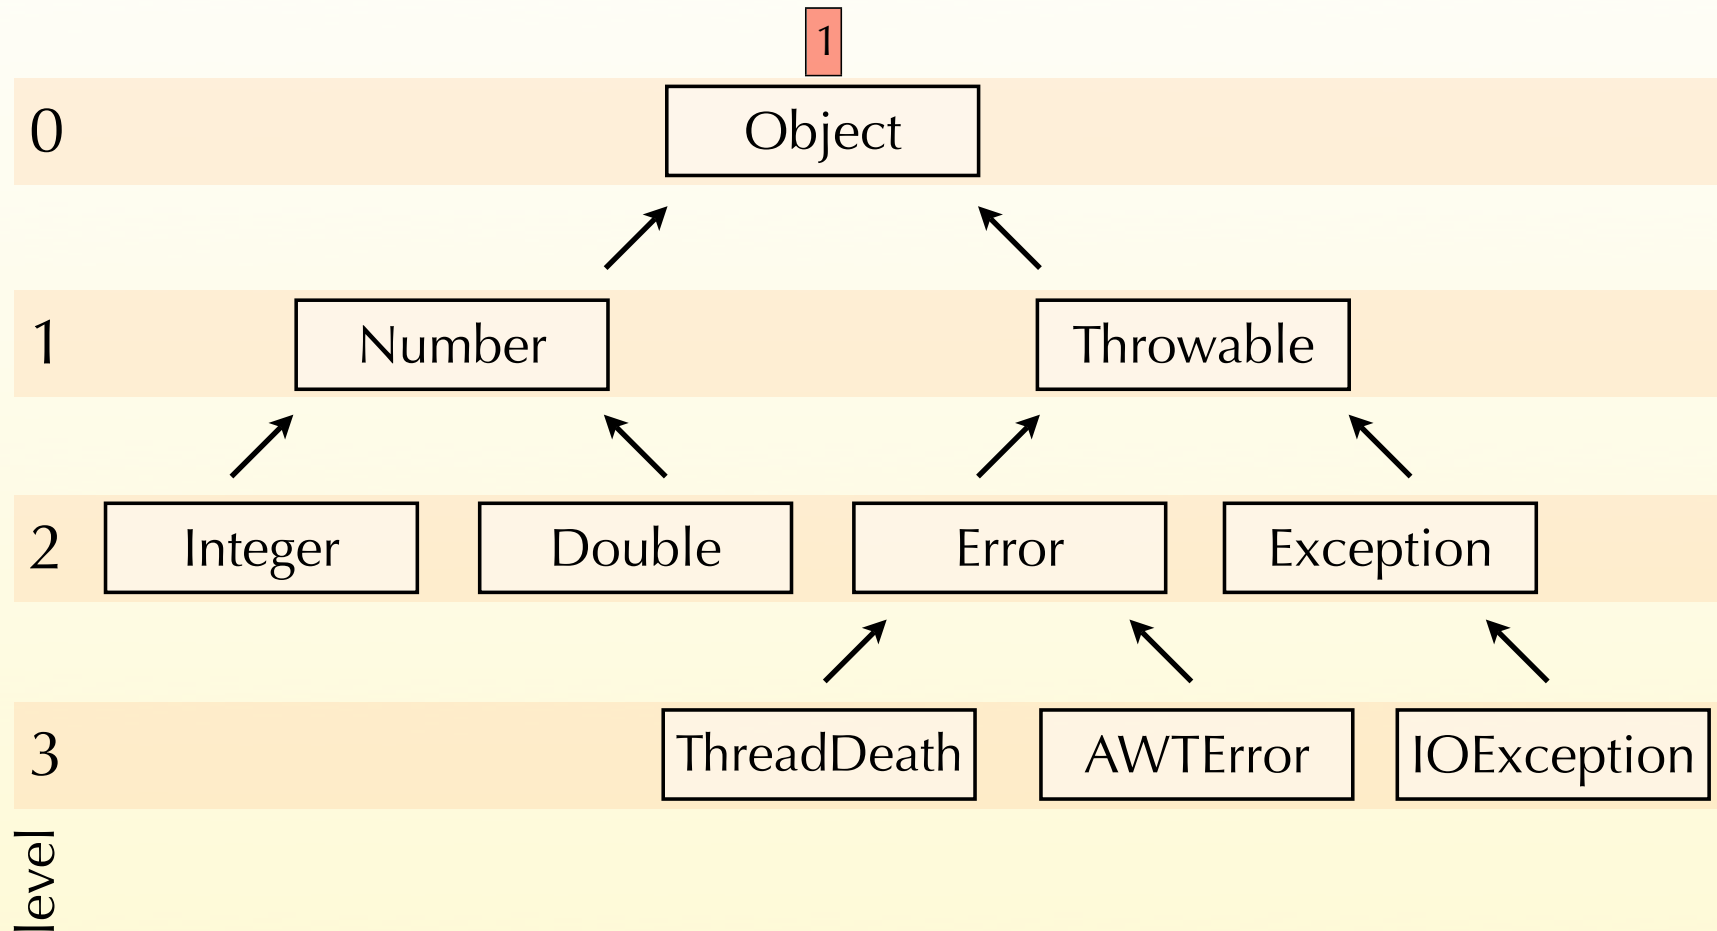 1
0
Object
1
Number
Throwable
2
Integer
Double
Error
Exception
3
ThreadDeath
AWTError
IOException
level